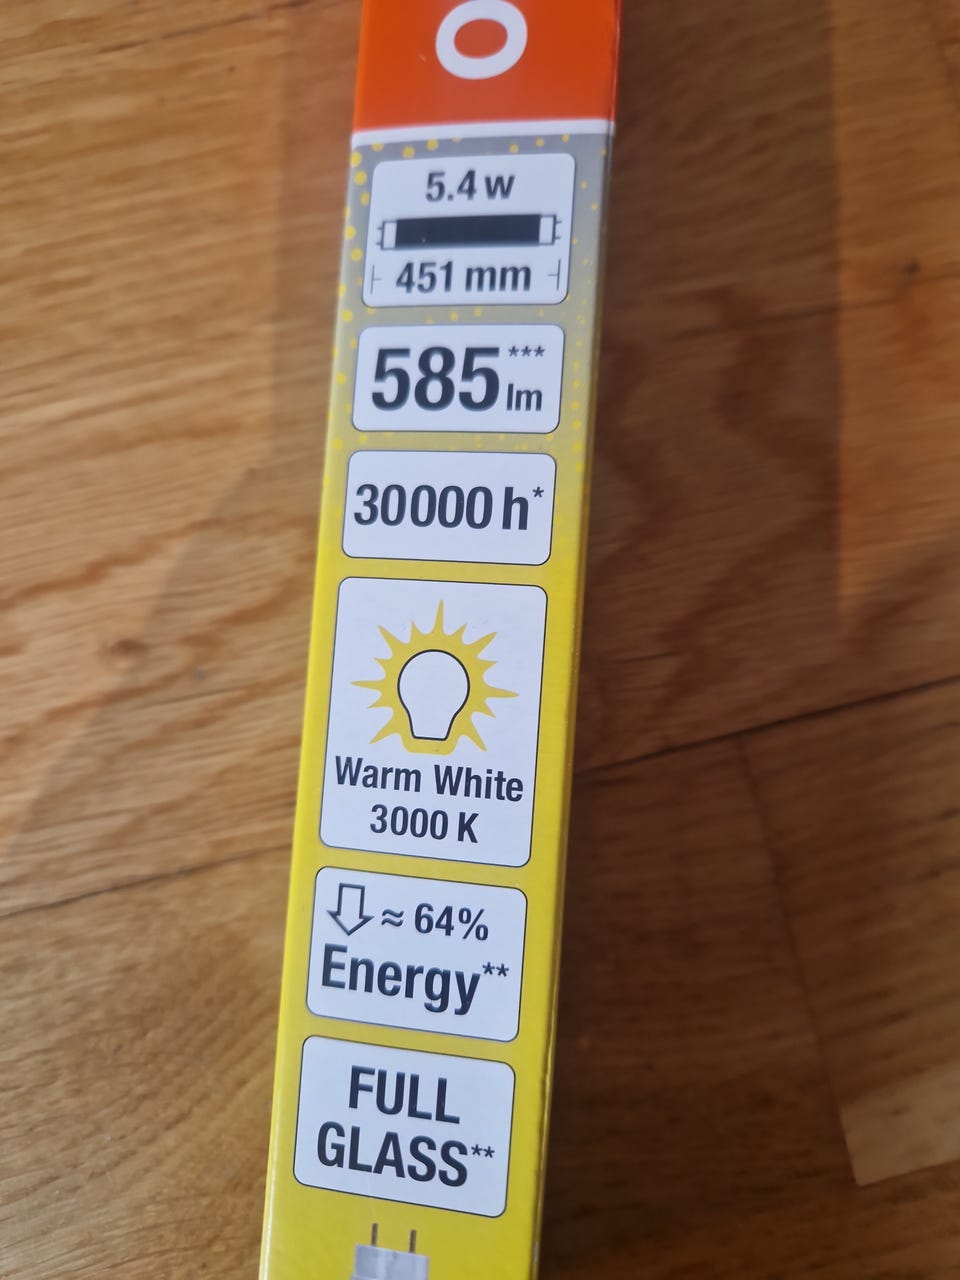 O
5.4 W
451 mm
585 lm***
30000 h*
Warm White
3000 K
≈ 64%
Energy**
FULL
GLASS**